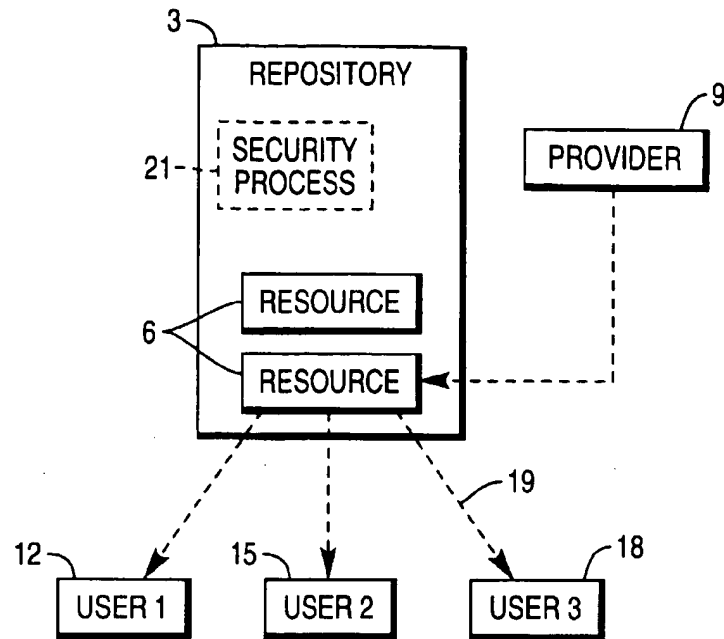 3
REPOSITORY
9
SECURITY
PROCESS
21
PROVIDER
RESOURCE
6
RESOURCE
19
12
15
18
USER 1
USER 2
USER 3